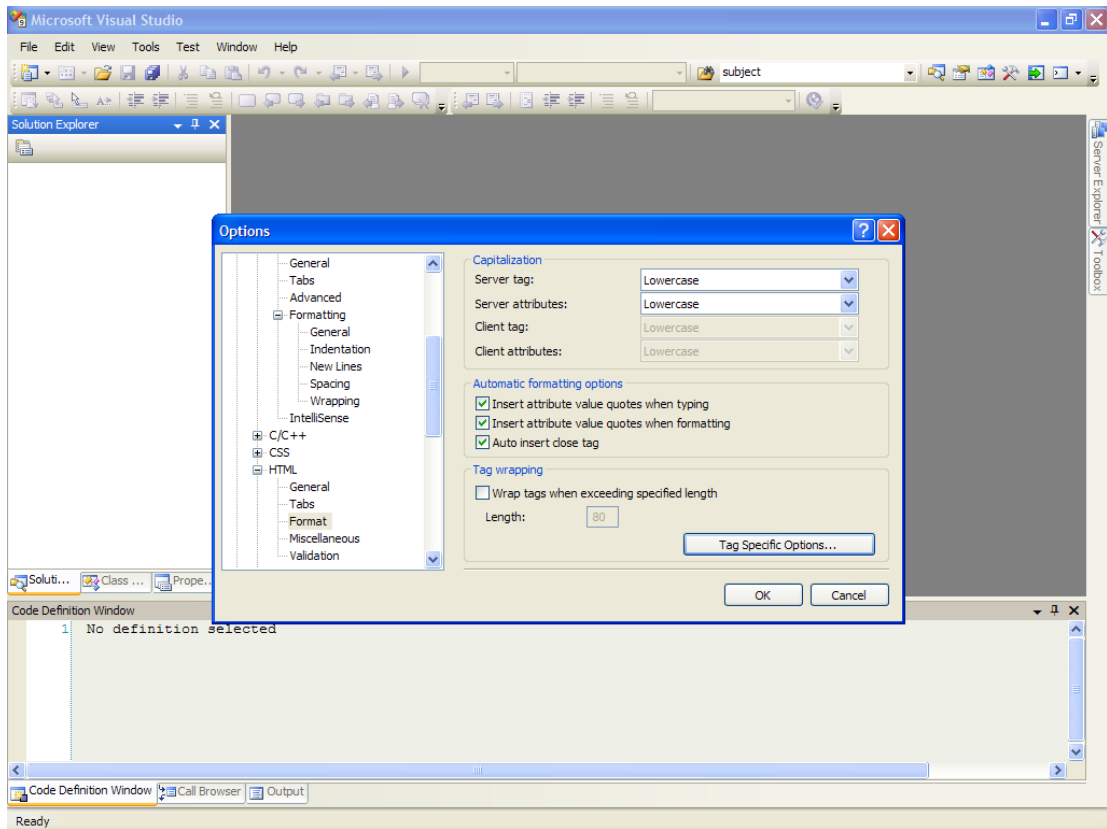 Microsoft Visual Studio
File Edit View Tools Test Window Help
subject
Solution Explorer
Server Explorer
Toolbox
Options
General
Tabs
Advanced
Formatting
General
Indentation
New Lines
Spacing
Wrapping
IntelliSense
C/C++
CSS
HTML
General
Tabs
Format
Miscellaneous
Validation
Capitalization
Server tag: Lowercase
Server attributes: Lowercase
Client tag: Lowercase
Client attributes: Lowercase
Automatic formatting options
Insert attribute value quotes when typing
Insert attribute value quotes when formatting
Auto insert close tag
Tag wrapping
Wrap tags when exceeding specified length
Length: 80
Tag Specific Options...
OK Cancel
Soluti... Class ... Prope...
Code Definition Window
1 No definition selected
Code Definition Window Call Browser Output
Ready